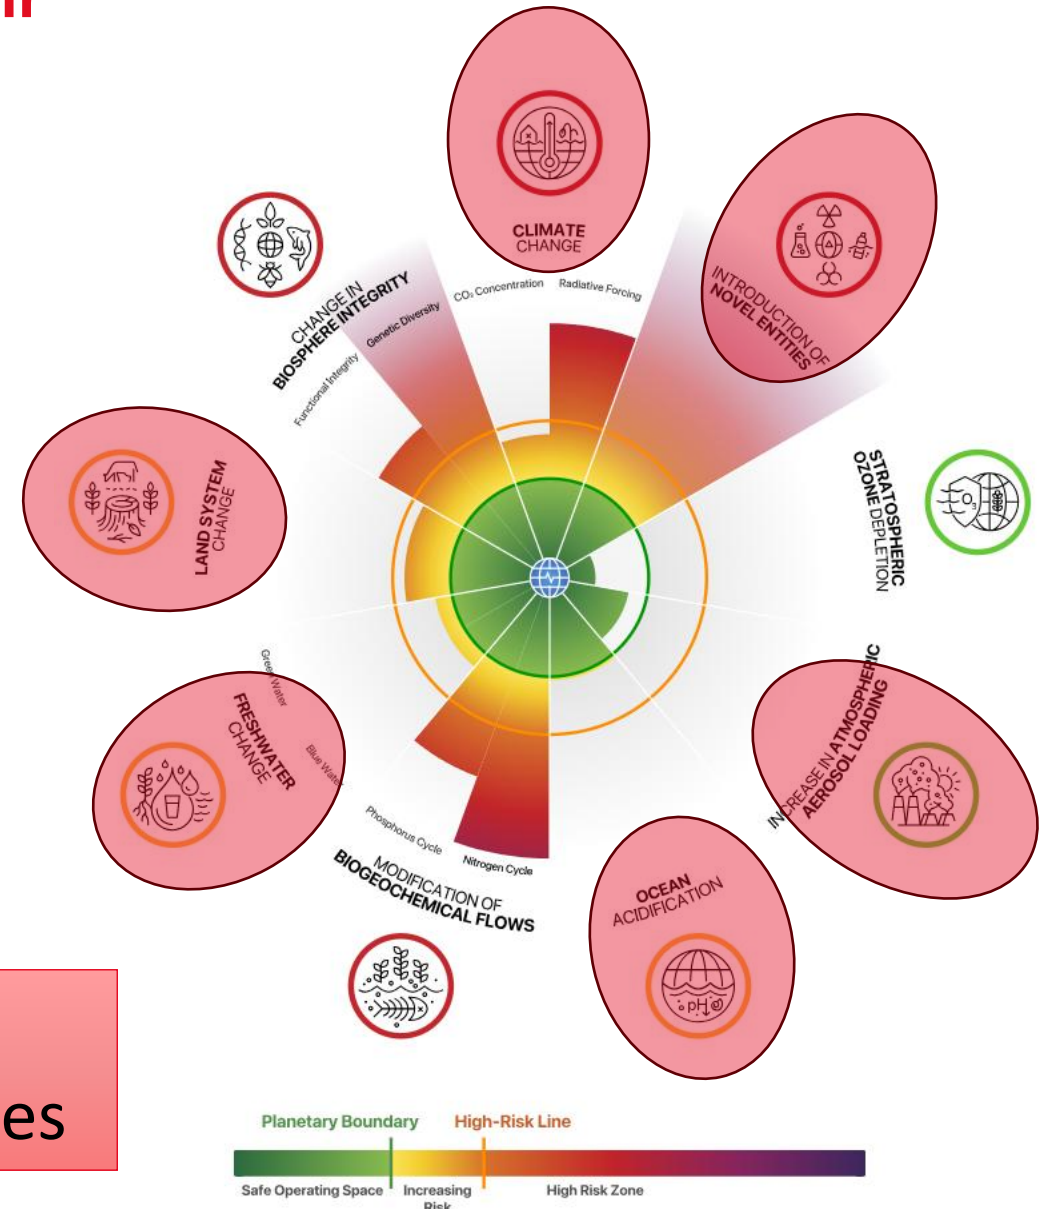 CLIMATE
CHANGE
CO₂ Concentration
Radiative Forcing
INTRODUCTION OF
NOVEL ENTITIES
CHANGE IN
BIOSPHERE INTEGRITY
Genetic Diversity
Functional Integrity
STRATOSPHERIC
OZONE DEPLETION
O3
LAND SYSTEM
CHANGE
INCREASE IN ATMOSPHERIC
AEROSOL LOADING
Green Water
FRESHWATER
CHANGE
Blue Water
Phosphorus Cycle
Nitrogen Cycle
MODIFICATION OF
BIOGEOCHEMICAL FLOWS
OCEAN
ACIDIFICATION
pH
es
Planetary Boundary
High-Risk Line
Safe Operating Space
Increasing
Risk
High Risk Zone